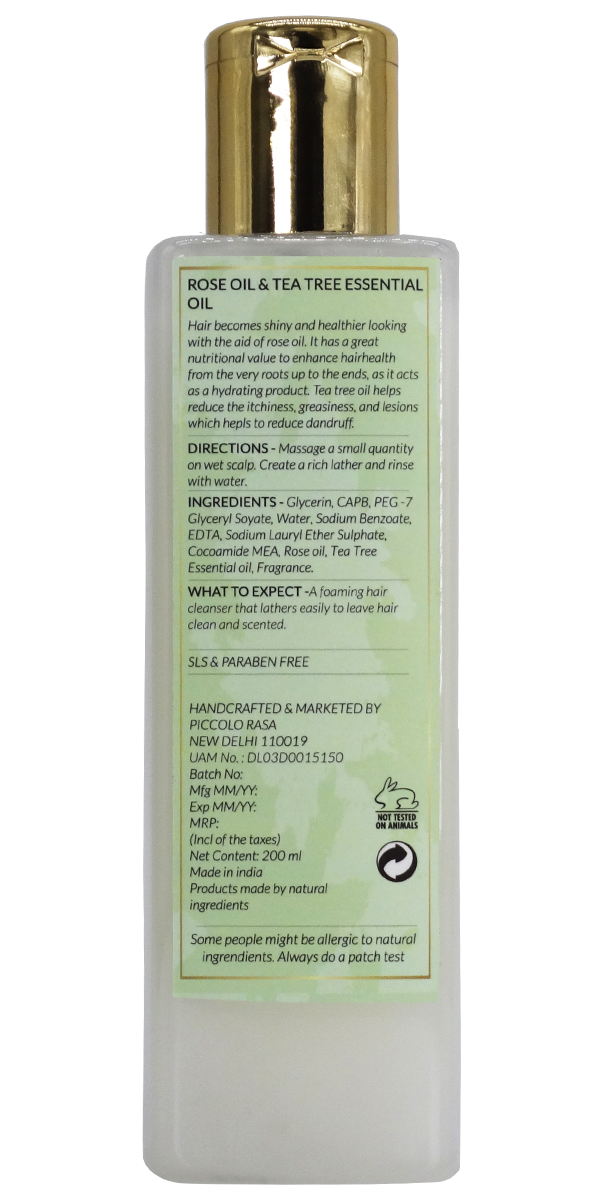 ROSE OIL & TEA TREE ESSENTIAL
OIL
Hair becomes shiny and healthier looking
with the aid of rose oil. It has a great
nutritional value to enhance hairhealth
from the very roots up to the ends, as it acts
as a hydrating product. Tea tree oil helps
reduce the itchiness, greasiness, and lesions
which hepls to reduce dandruff.
DIRECTIONS - Massage a small quantity
on wet scalp. Create a rich lather and rinse
with water.
INGREDIENTS - Glycerin, CAPB, PEG -7
Glyceryl Soyate, Water, Sodium Benzoate,
EDTA, Sodium Lauryl Ether Sulphate,
Cocoamide MEA, Rose oil, Tea Tree
Essential oil, Fragrance.
WHAT TO EXPECT -A foaming hair
cleanser that lathers easily to leave hair
clean and scented.
SLS & PARABEN FREE
HANDCRAFTED & MARKETED BY
PICCOLO RASA
NEW DELHI 110019
UAM No. : DL03D0015150
Batch No:
Mfg MM/YY:
Exp MM/YY:
MRP:
(Incl of the taxes)
Net Content: 200 ml
Made in india
Products made by natural
ingredients
NOT TESTED
ON ANIMALS
Some people might be allergic to natural
ingrendients. Always do a patch test